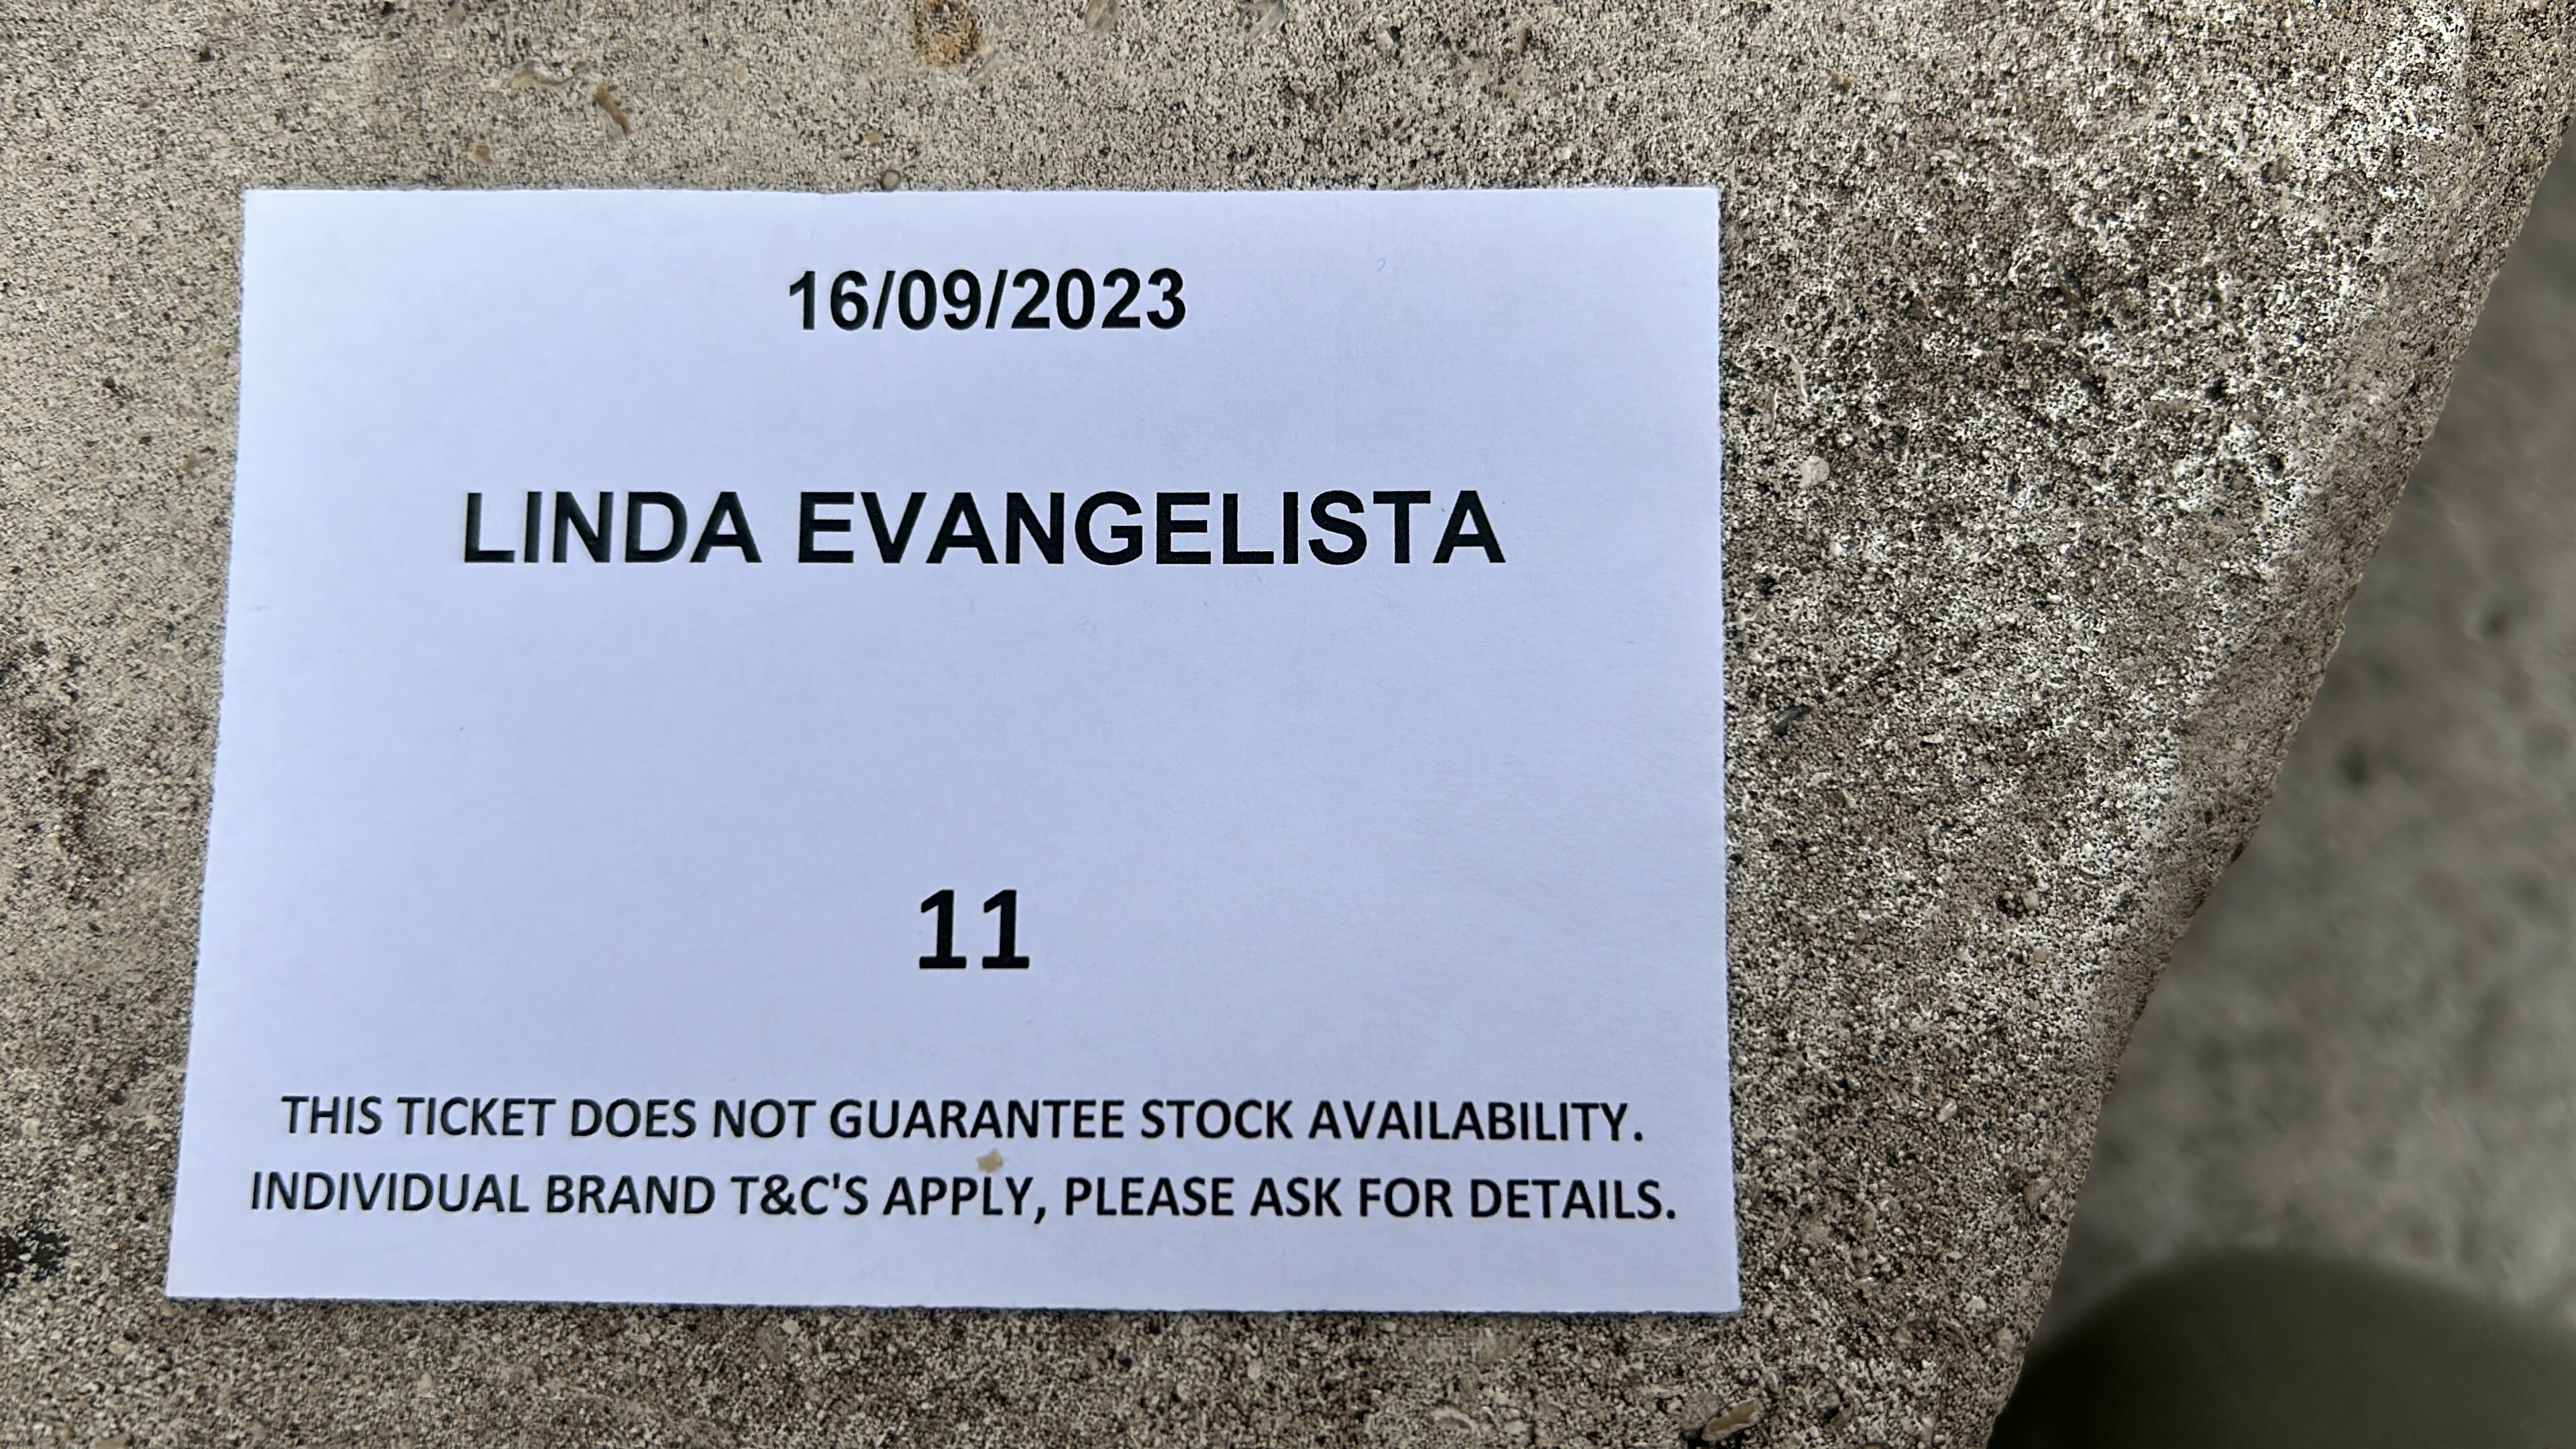 16/09/2023
LINDA EVANGELISTA
11
THIS TICKET DOES NOT GUARANTEE STOCK AVAILABILITY.
INDIVIDUAL BRAND T&C'S APPLY, PLEASE ASK FOR DETAILS.